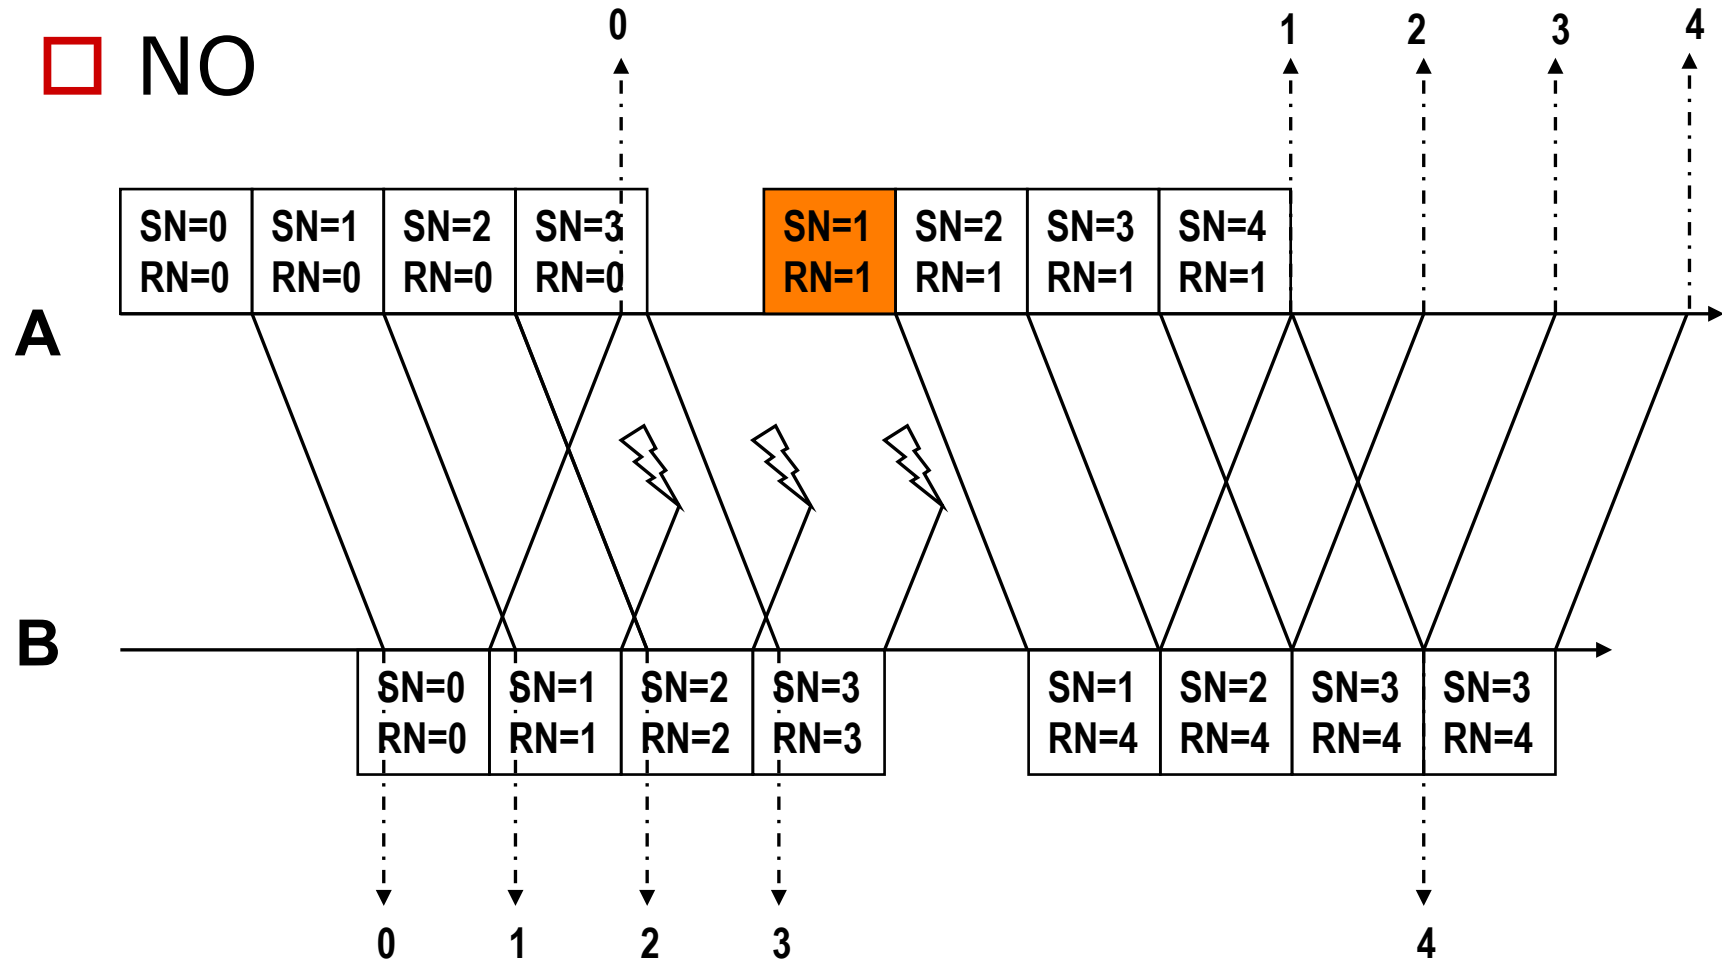 NO
0
1
2
3
4
SN=0
RN=0
SN=1
RN=0
SN=2
RN=0
SN=3
RN=0
SN=1
RN=1
SN=2
RN=1
SN=3
RN=1
SN=4
RN=1
A
B
SN=0
RN=0
SN=1
RN=1
SN=2
RN=2
SN=3
RN=3
SN=1
RN=4
SN=2
RN=4
SN=3
RN=4
SN=3
RN=4
0
1
2
3
4